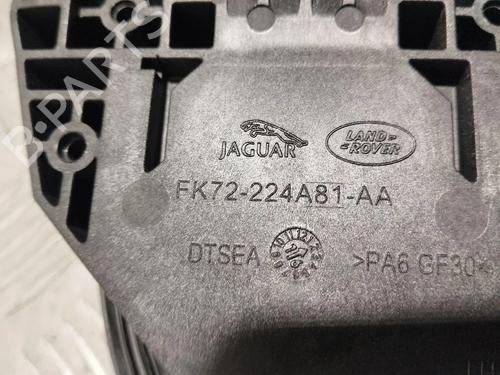 B-PARTS
JAGUAR
LAND-
ROVER
FK72-224A81-AA
DTSEA
>PA6 GF30<